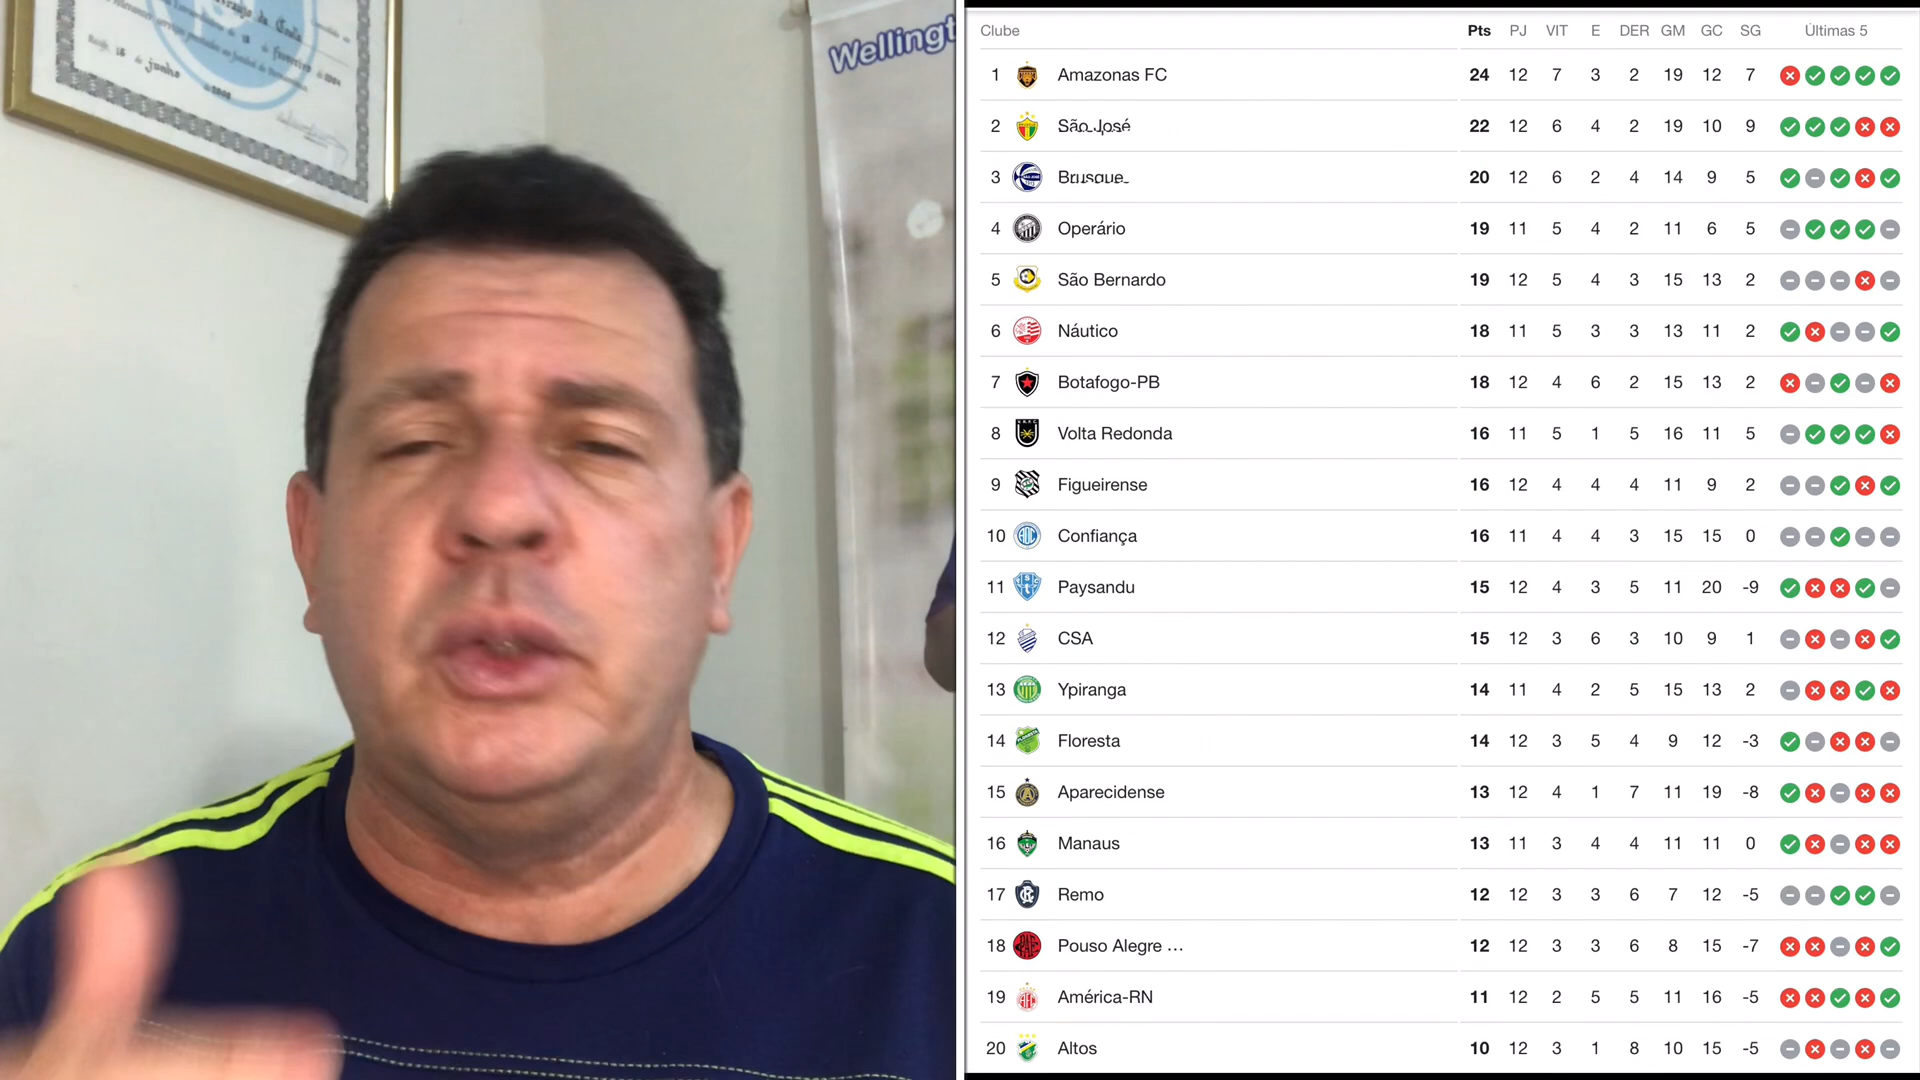 da Costa
Fevereiro
16 de junho
Wellingt
Clube Pts PJ VIT E DER GM GC SG Últimas 5
1 Amazonas FC 24 12 7 3 2 19 12 7
2 São José 22 12 6 4 2 19 10 9
3 Brusque 20 12 6 2 4 14 9 5
4 Operário 19 11 5 4 2 11 6 5
5 São Bernardo 19 12 5 4 3 15 13 2
6 Náutico 18 11 5 3 3 13 11 2
7 Botafogo-PB 18 12 4 6 2 15 13 2
8 Volta Redonda 16 11 5 1 5 16 11 5
9 Figueirense 16 12 4 4 4 11 9 2
10 Confiança 16 11 4 4 3 15 15 0
11 Paysandu 15 12 4 3 5 11 20 -9
12 CSA 15 12 3 6 3 10 9 1
13 Ypiranga 14 11 4 2 5 15 13 2
14 Floresta 14 12 3 5 4 9 12 -3
15 Aparecidense 13 12 4 1 7 11 19 -8
16 Manaus 13 11 3 4 4 11 11 0
17 Remo 12 12 3 3 6 7 12 -5
18 Pouso Alegre ... 12 12 3 3 6 8 15 -7
19 América-RN 11 12 2 5 5 11 16 -5
20 Altos 10 12 3 1 8 10 15 -5